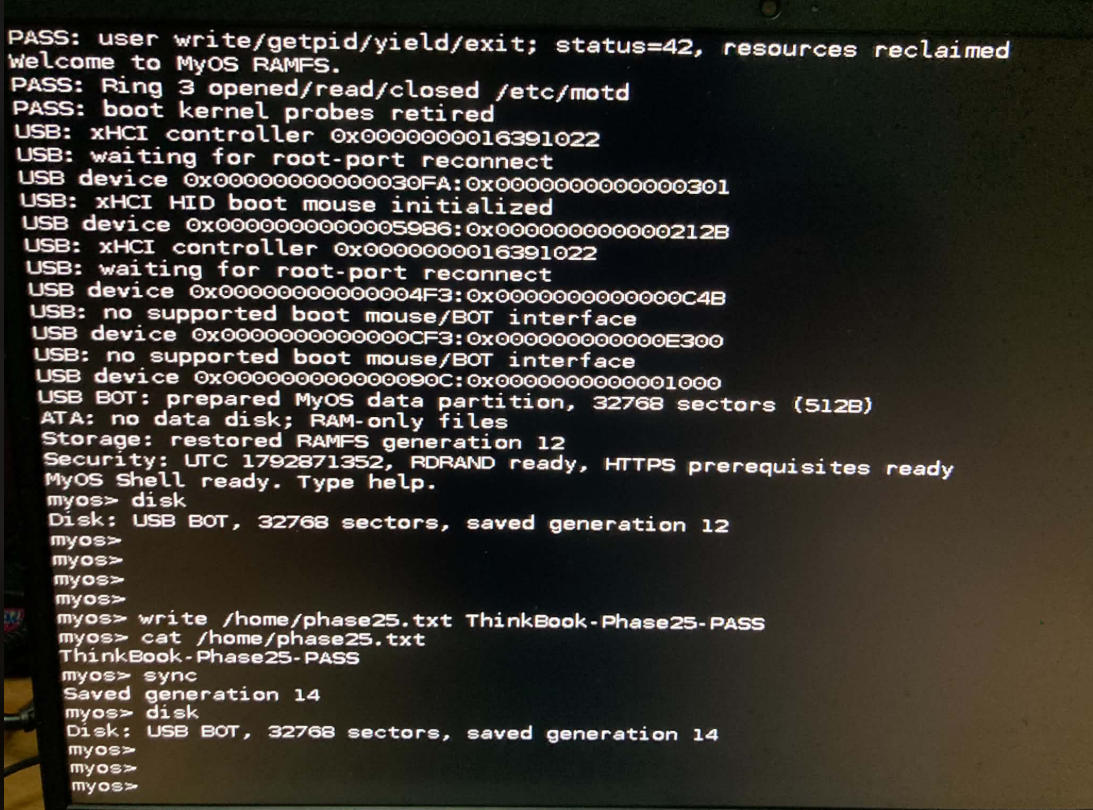 PASS: user write/getpid/yield/exit; status=42, resources reclaimed
Welcome to MyOS RAMFS.
PASS: Ring 3 opened/read/closed /etc/motd
PASS: boot kernel probes retired
USB: xHCI controller 0x0000000016391022
USB: waiting for root-port reconnect
USB device 0x00000000000030FA:0x0000000000000301
USB: xHCI HID boot mouse initialized
USB device 0x0000000000005986:0x000000000000212B
USB: xHCI controller 0x0000000016391022
USB: waiting for root-port reconnect
USB device 0x00000000000004F3:0x0000000000000C4B
USB: no supported boot mouse/BOT interface
USB device 0x0000000000000CF3:0x000000000000E300
USB: no supported boot mouse/BOT interface
USB device 0x000000000000090C:0x0000000000001000
USB BOT: prepared MyOS data partition, 32768 sectors (512B)
ATA: no data disk; RAM-only files
Storage: restored RAMFS generation 12
Security: UTC 1792871352, RDRAND ready, HTTPS prerequisites ready
MyOS Shell ready. Type help.
myos> disk
Disk: USB BOT, 32768 sectors, saved generation 12
myos>
myos>
myos>
myos>
myos> write /home/phase25.txt ThinkBook-Phase25-PASS
myos> cat /home/phase25.txt
ThinkBook-Phase25-PASS
myos> sync
Saved generation 14
myos> disk
Disk: USB BOT, 32768 sectors, saved generation 14
myos>
myos>
myos>